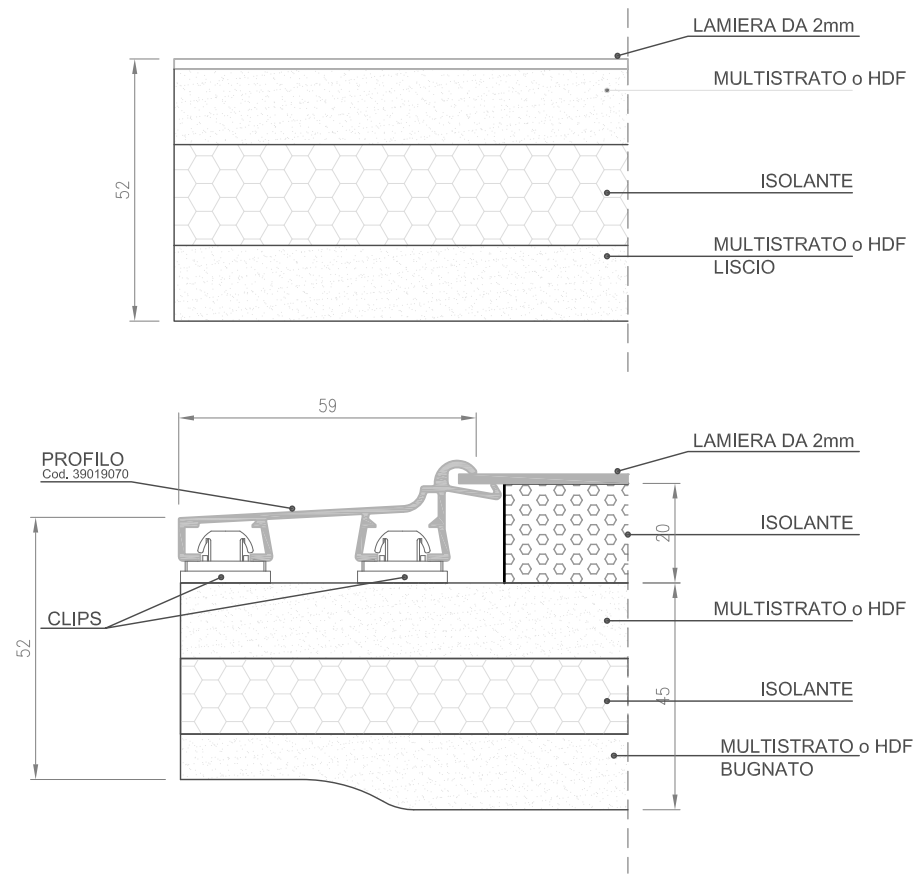 LAMIERA DA 2mm
MULTISTRATO o HDF
52
ISOLANTE
MULTISTRATO o HDF
LISCIO
59
LAMIERA DA 2mm
PROFILO
Cod. 39019070
20
ISOLANTE
CLIPS
MULTISTRATO o HDF
52
45
ISOLANTE
MULTISTRATO o HDF
BUGNATO